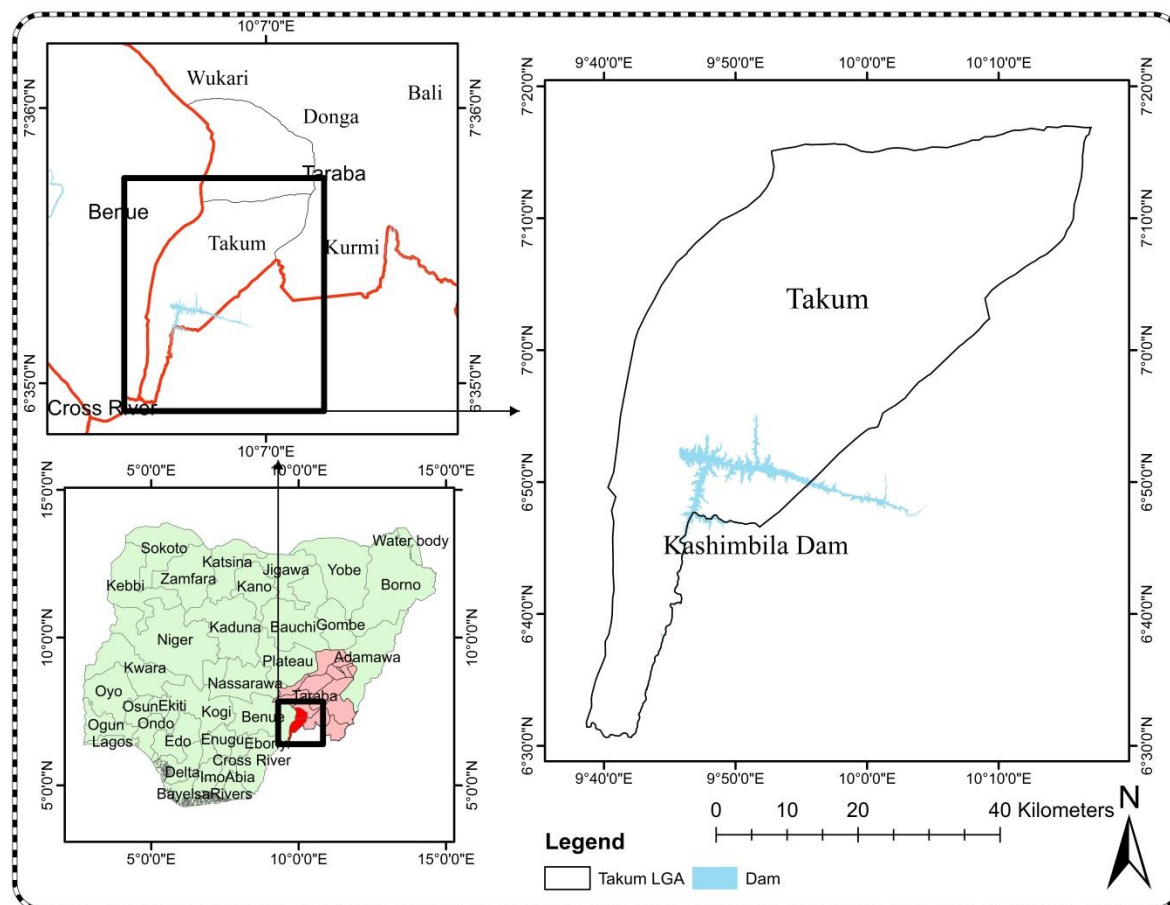 10°7'0"E
Wukari
Bali
7°36'0"N
7°36'0"N
Donga
Taraba
Benue
Takum
Kurmi
6°35'0"N
6°35'0"N
Cross River
10°7'0"E
5°0'0"E 10°0'0"E 15°0'0"E
15°0'0"N
15°0'0"N
Water body
Sokoto
Katsina
Jigawa
Yobe
Zamfara
Kebbi
Kano
Borno
10°0'0"N
10°0'0"N
Kaduna
Bauchi
Gombe
Niger
Plateau
Adamawa
Kwara
Nassarawa
Taraba
Oyo
Osun
Ekiti
Kogi
Benue
Ogun
Ondo
Lagos
Edo
Enugu
Ebony
Cross River
5°0'0"N
5°0'0"N
Delta
Imo
Abia
Bayelsa
Rivers
5°0'0"E 10°0'0"E 15°0'0"E
9°40'0"E 9°50'0"E 10°0'0"E 10°10'0"E
7°20'0"N
7°20'0"N
7°10'0"N
7°10'0"N
Takum
7°0'0"N
7°0'0"N
6°50'0"N
6°50'0"N
Kashimbila Dam
6°40'0"N
6°40'0"N
6°30'0"N
6°30'0"N
9°40'0"E 9°50'0"E 10°0'0"E 10°10'0"E
0 10 20 40 Kilometers
N
Legend
Takum LGA Dam